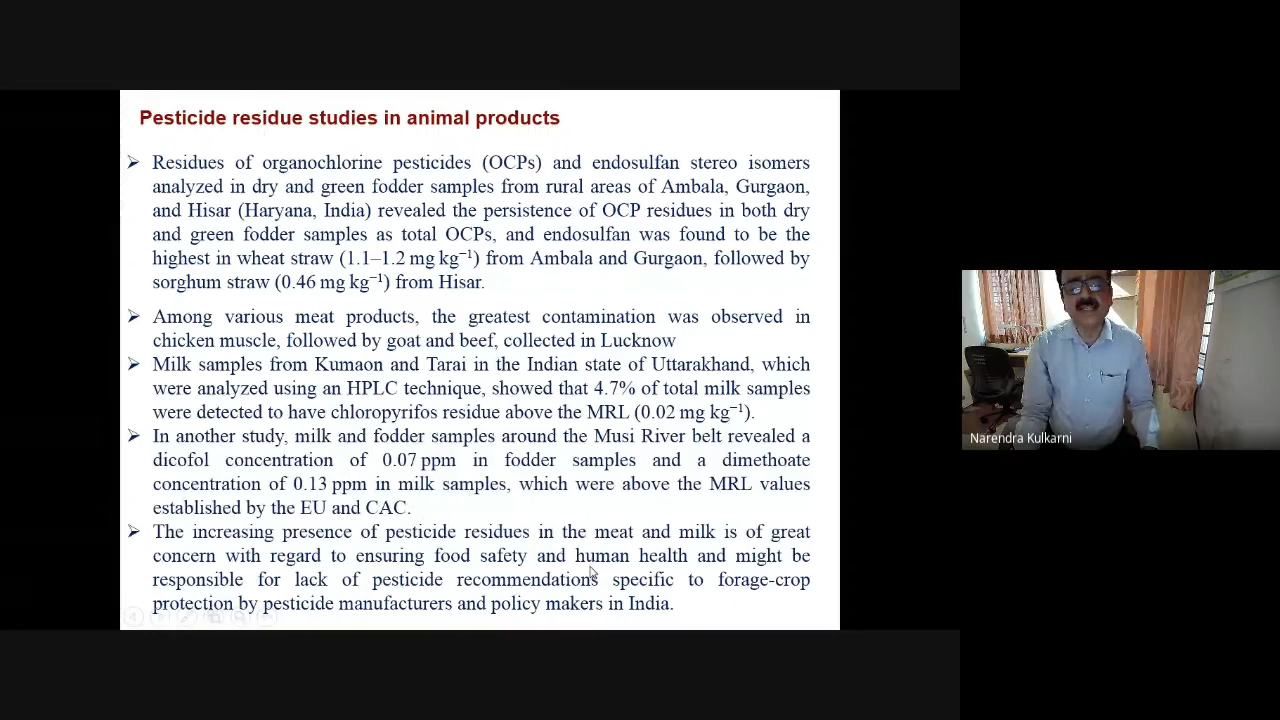 Pesticide residue studies in animal products
➢ Residues of organochlorine pesticides (OCPs) and endosulfan stereo isomers
analyzed in dry and green fodder samples from rural areas of Ambala, Gurgaon,
and Hisar (Haryana, India) revealed the persistence of OCP residues in both dry
and green fodder samples as total OCPs, and endosulfan was found to be the
highest in wheat straw (1.1–1.2 mg kg⁻¹) from Ambala and Gurgaon, followed by
sorghum straw (0.46 mg kg⁻¹) from Hisar.
➢ Among various meat products, the greatest contamination was observed in
chicken muscle, followed by goat and beef, collected in Lucknow
➢ Milk samples from Kumaon and Tarai in the Indian state of Uttarakhand, which
were analyzed using an HPLC technique, showed that 4.7% of total milk samples
were detected to have chloropyrifos residue above the MRL (0.02 mg kg⁻¹).
➢ In another study, milk and fodder samples around the Musi River belt revealed a
dicofol concentration of 0.07 ppm in fodder samples and a dimethoate
concentration of 0.13 ppm in milk samples, which were above the MRL values
established by the EU and CAC.
➢ The increasing presence of pesticide residues in the meat and milk is of great
concern with regard to ensuring food safety and human health and might be
responsible for lack of pesticide recommendations specific to forage-crop
protection by pesticide manufacturers and policy makers in India.
Narendra Kulkarni